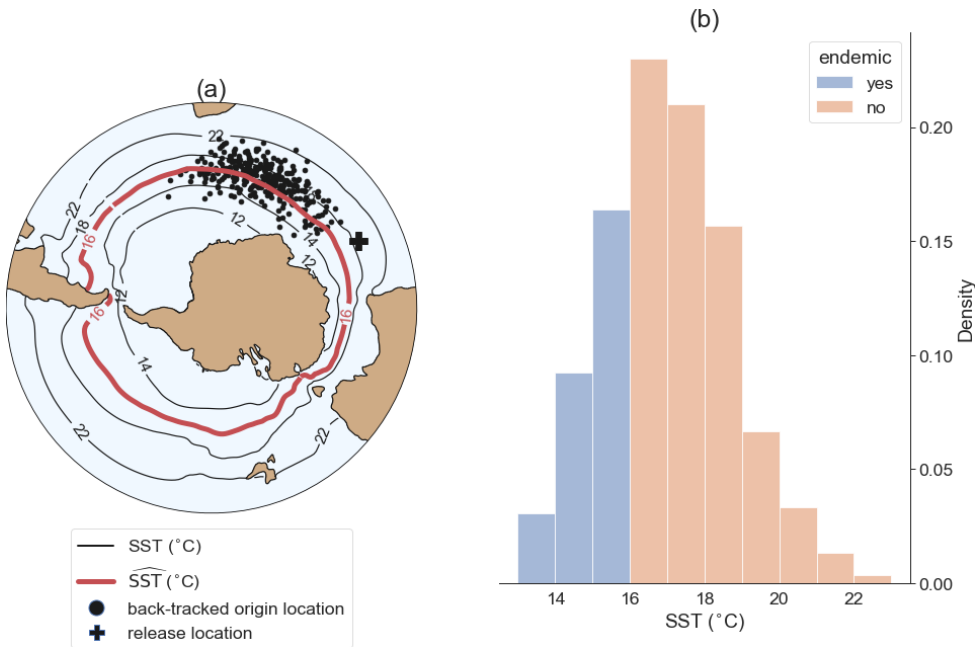 (a)
22
22
18
16
12
14
12
12
16
16
14
22
22
SST (°C)
SST (°C)
back-tracked origin location
release location
(b)
endemic
yes
no
0.20
0.15
0.10
0.05
0.00
Density
14 16 18 20 22
SST (°C)